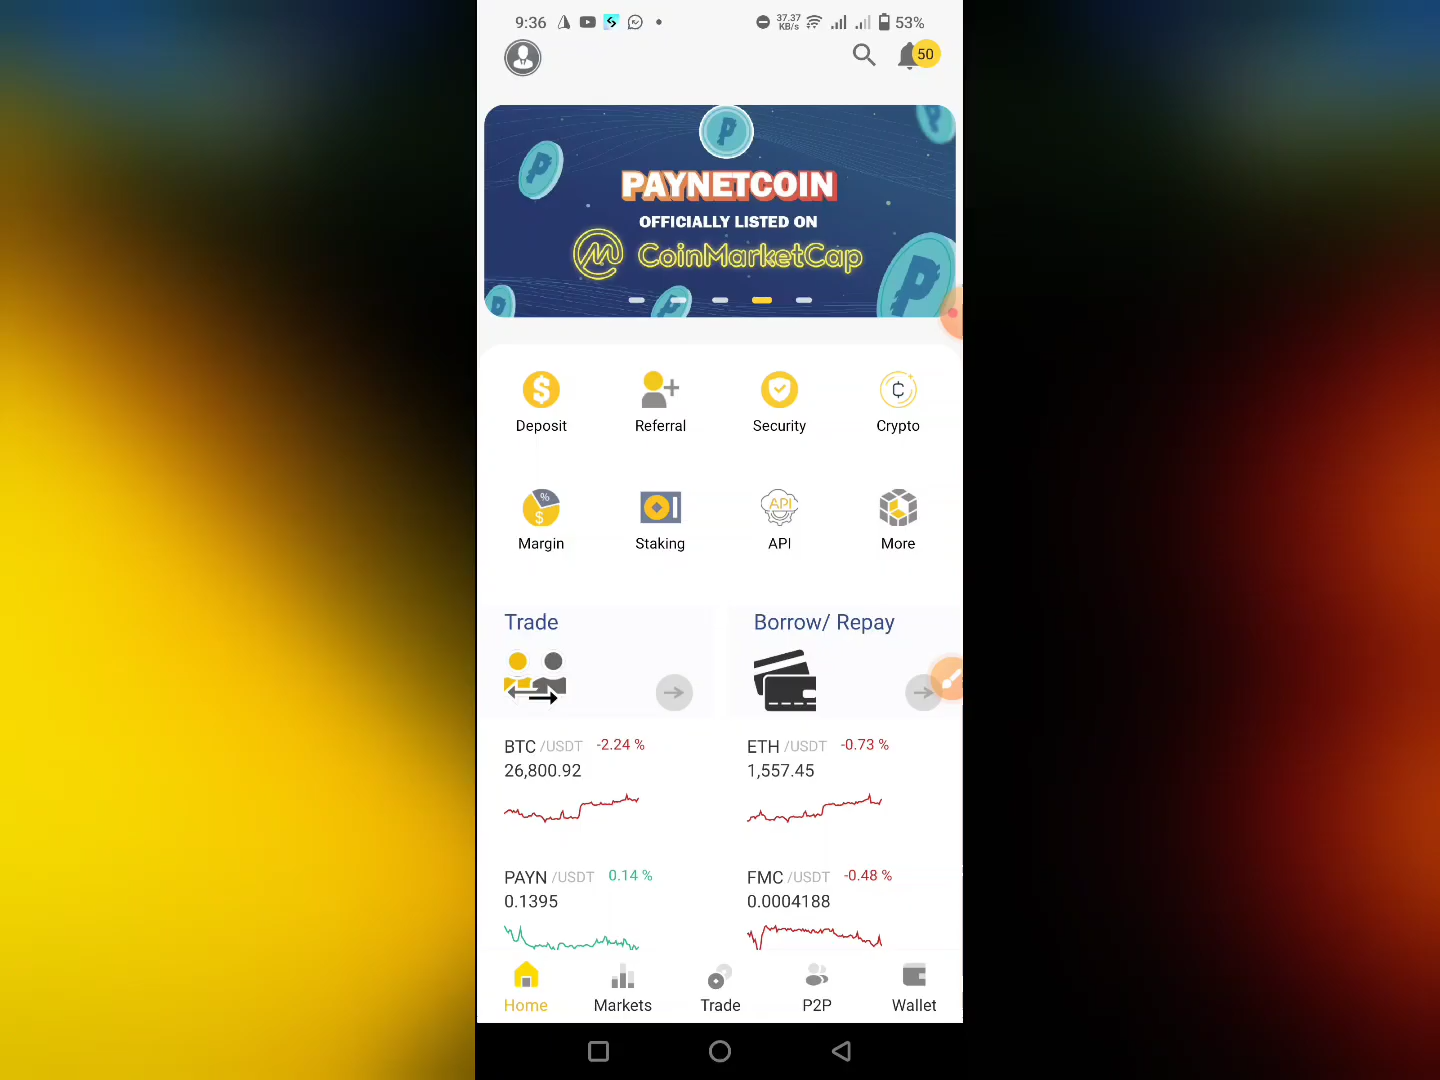 9:36 37.37 KB/s 53%
50
PAYNETCOIN
OFFICIALLY LISTED ON
CoinMarketCap
Deposit Referral Security Crypto
% $ API
Margin Staking API More
Trade Borrow/ Repay
BTC /USDT -2.24 % ETH /USDT -0.73 %
26,800.92 1,557.45
PAYN /USDT 0.14 % FMC /USDT -0.48 %
0.1395 0.0004188
Home Markets Trade P2P Wallet